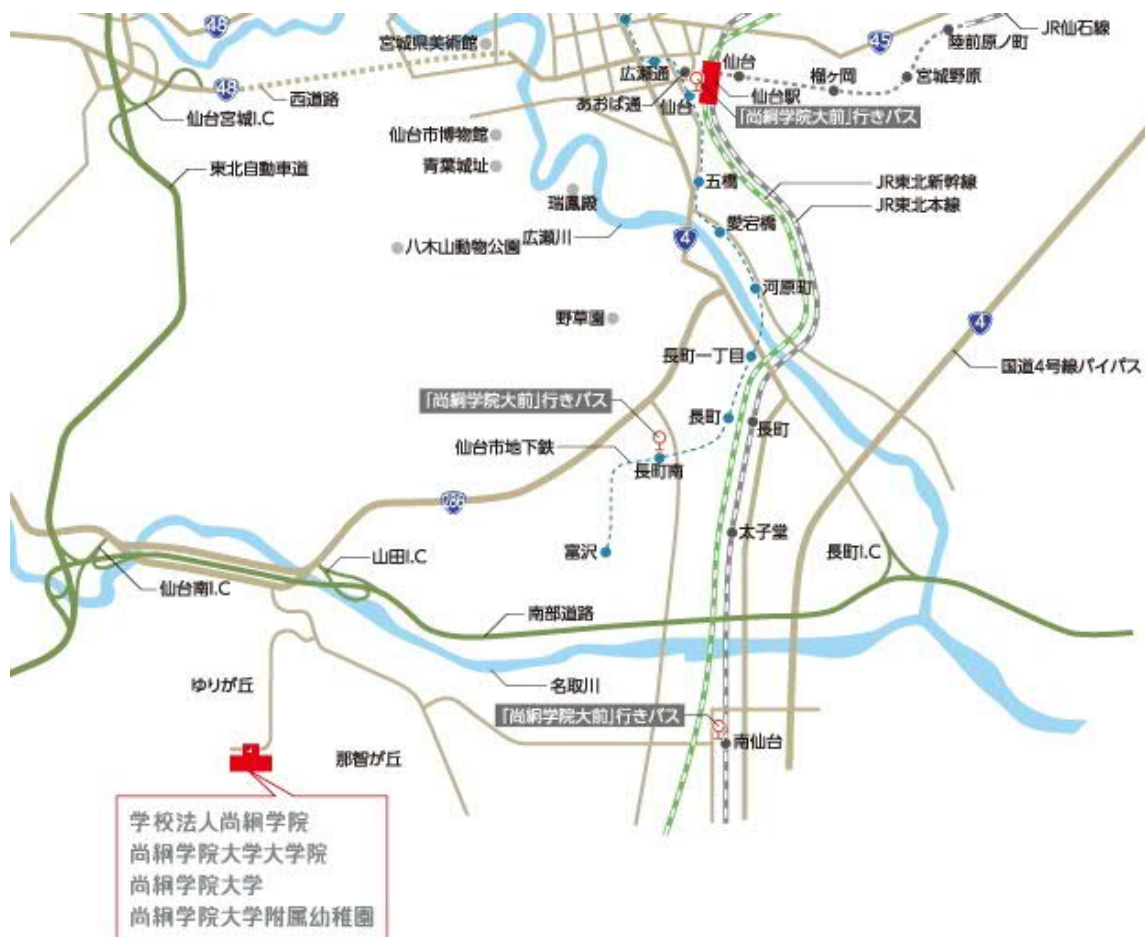 48
45
JR仙石線
陸前原ノ町
宮城県美術館
広瀬通
仙台
榴ヶ岡
宮城野原
48
西道路
あおば通
仙台
仙台駅
「尚絅学院大前」行きバス
仙台宮城I.C
仙台市博物館
青葉城址
東北自動車道
五橋
JR東北新幹線
JR東北本線
瑞鳳殿
愛宕橋
広瀬川
4
八木山動物公園
河原町
野草園
4
長町一丁目
国道4号線バイパス
「尚絅学院大前」行きバス
長町
長町
仙台市地下鉄
長町南
286
太子堂
富沢
山田I.C
長町I.C
仙台南I.C
南部道路
ゆりが丘
名取川
「尚絅学院大前」行きバス
南仙台
那智が丘
学校法人尚絅学院
尚絅学院大学大学院
尚絅学院大学
尚絅学院大学附属幼稚園